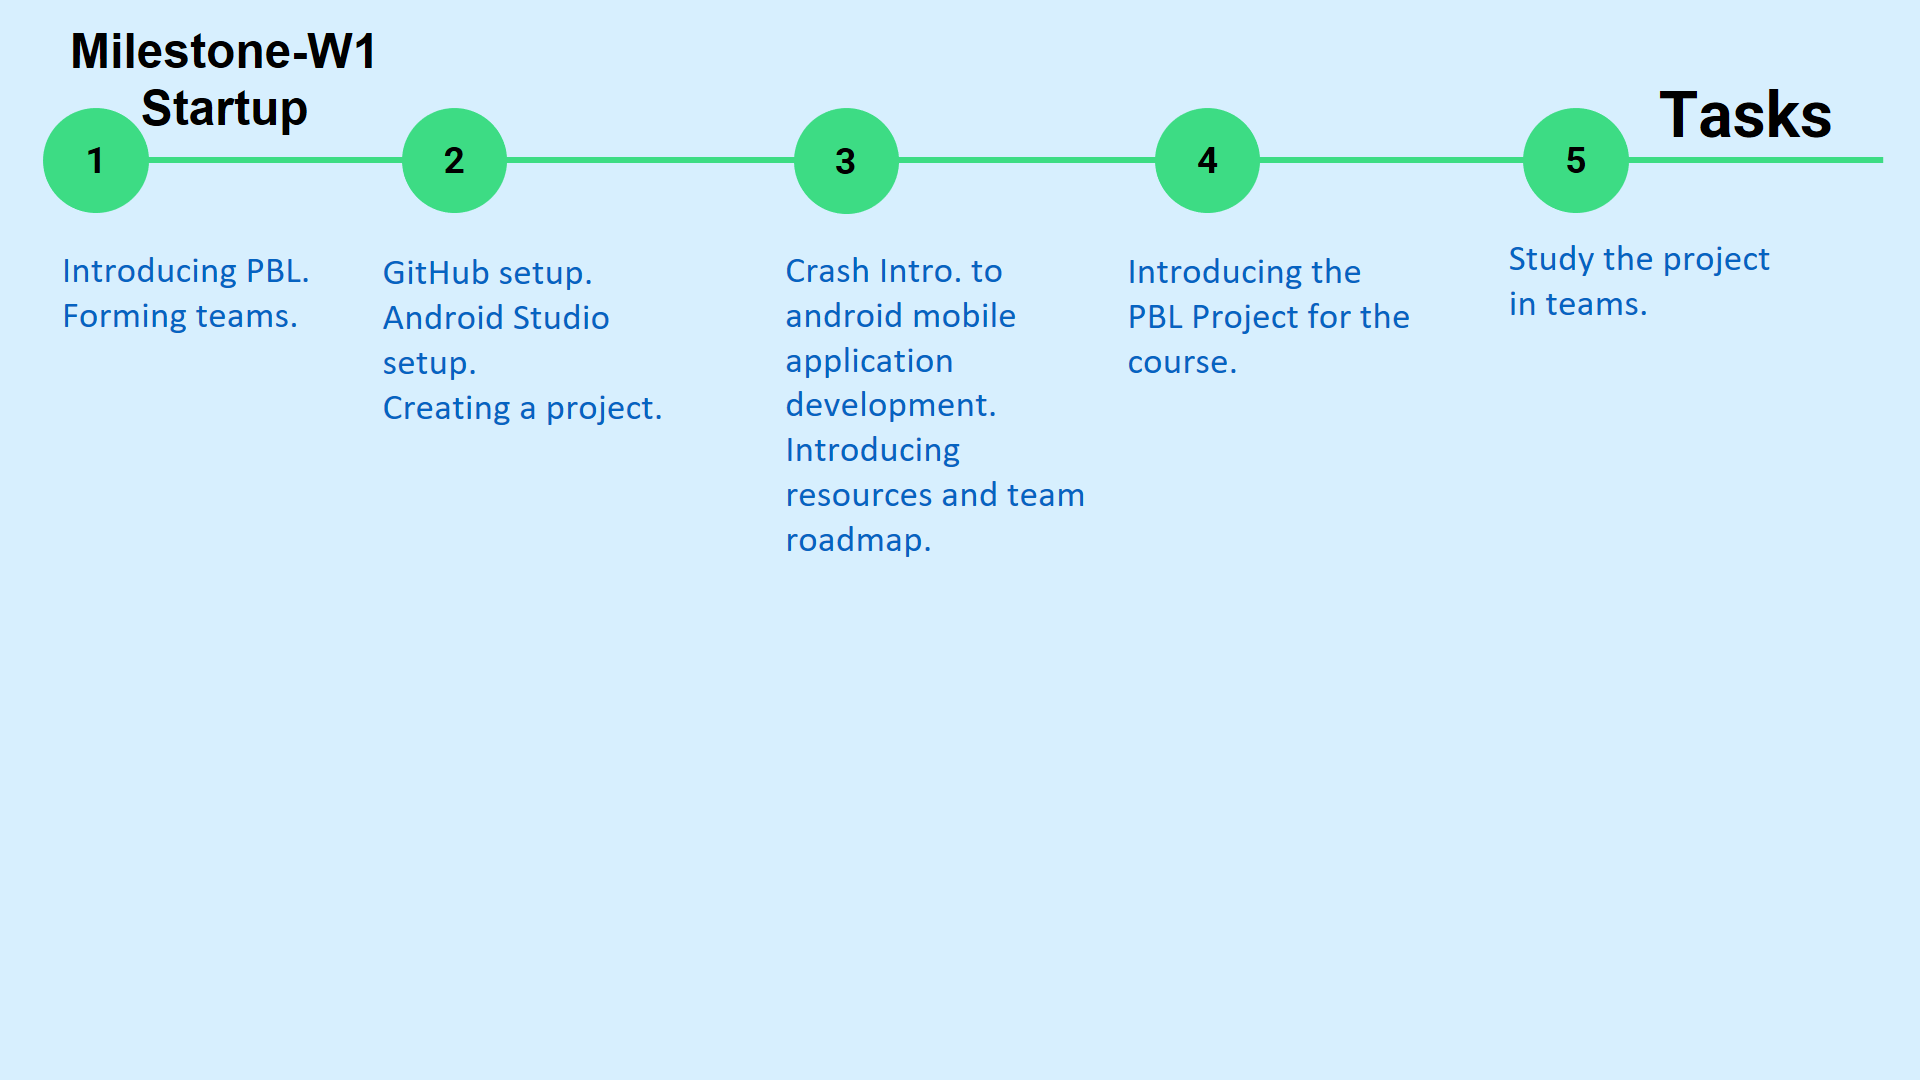 Milestone-W1
Startup
Tasks
1
2
3
4
5
Introducing PBL.
Forming teams.
GitHub setup.
Android Studio
setup.
Creating a project.
Crash Intro. to
android mobile
application
development.
Introducing
resources and team
roadmap.
Introducing the
PBL Project for the
course.
Study the project
in teams.